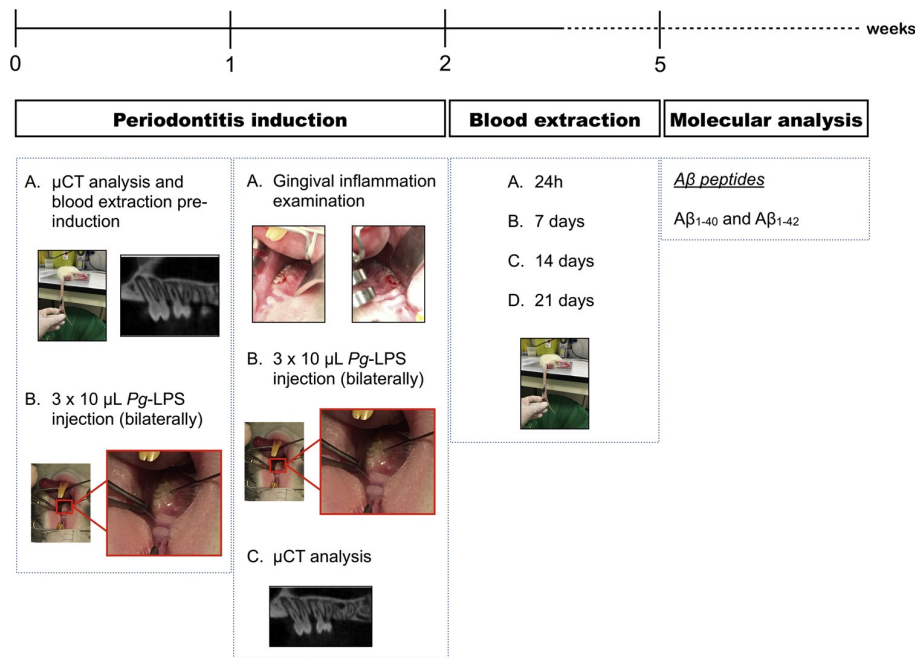 weeks
0 1 2 5
Periodontitis induction
Blood extraction
Molecular analysis
A. µCT analysis and
blood extraction pre-
induction
B. 3 x 10 µL Pg-LPS
injection (bilaterally)
A. Gingival inflammation
examination
B. 3 x 10 µL Pg-LPS
injection (bilaterally)
C. µCT analysis
A. 24h
B. 7 days
C. 14 days
D. 21 days
Aβ peptides
Aβ1-40 and Aβ1-42